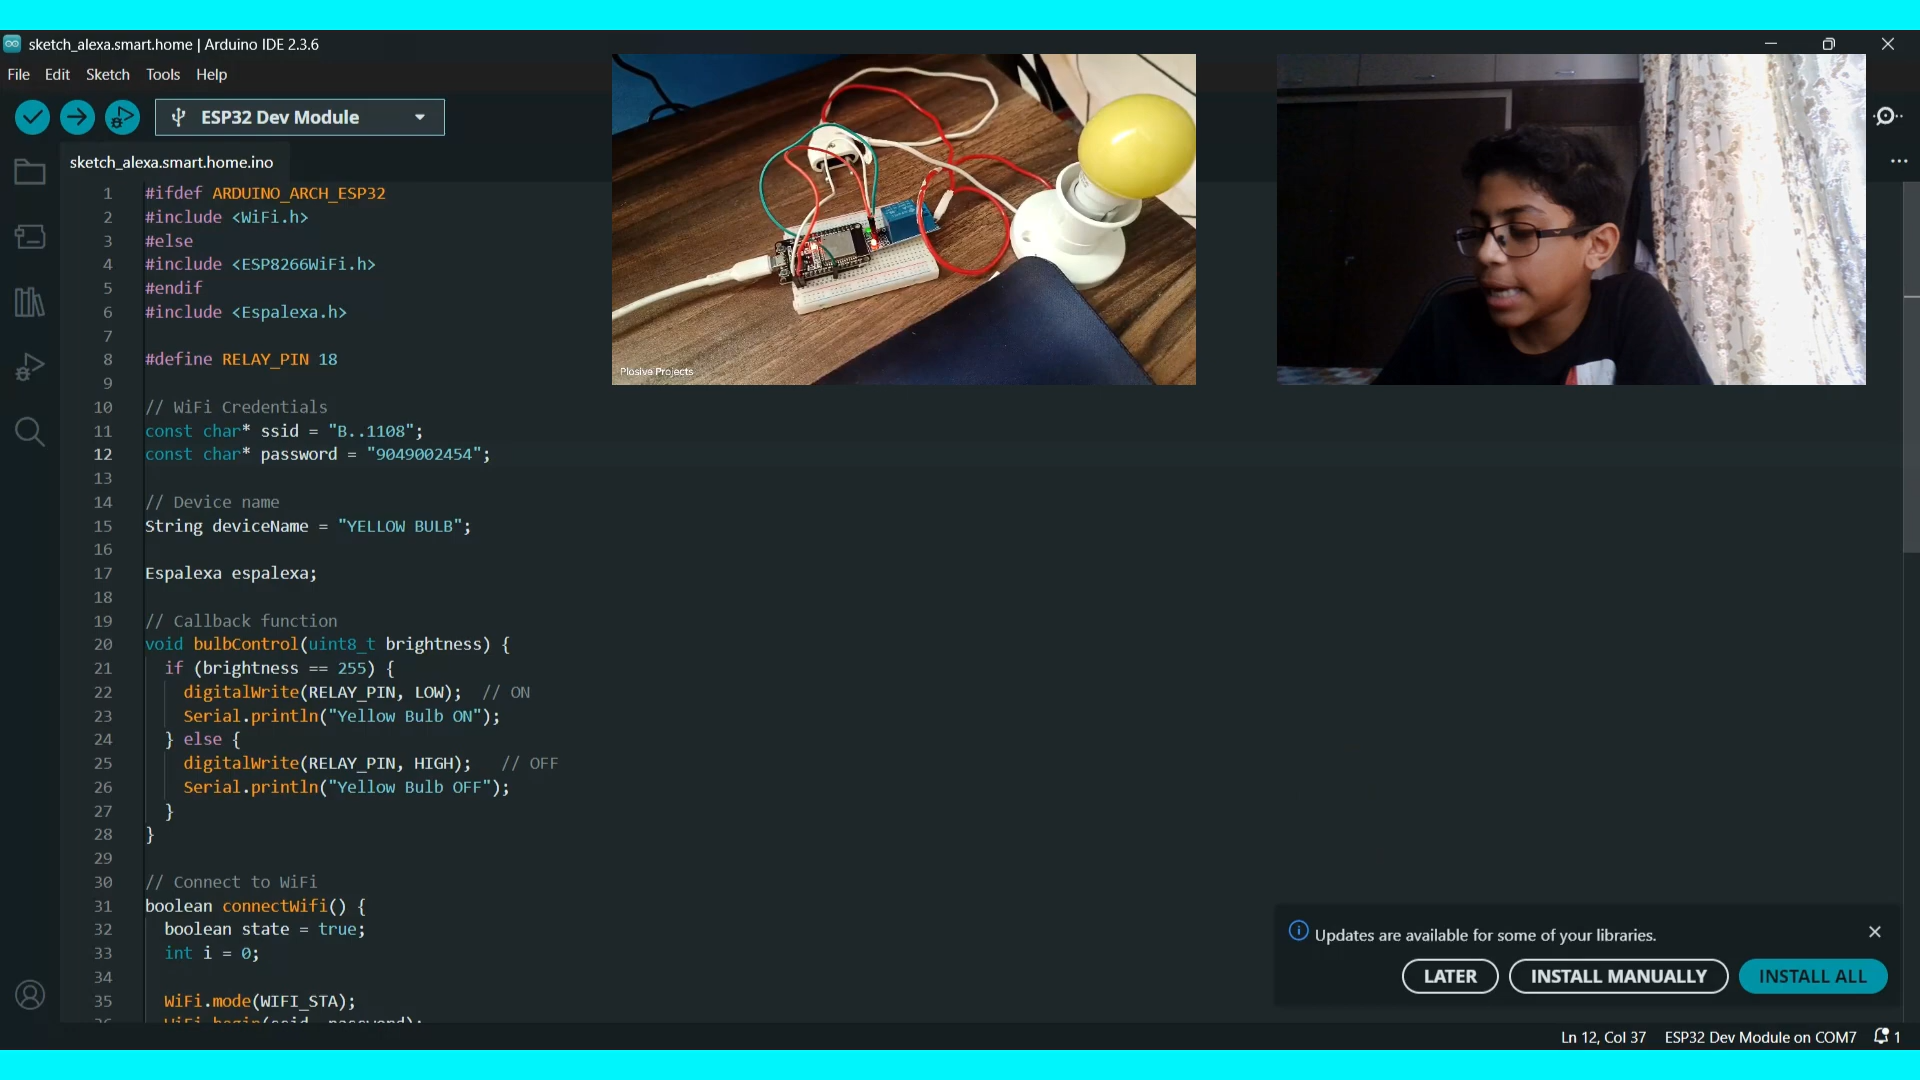 sketch_alexa.smart.home | Arduino IDE 2.3.6
File Edit Sketch Tools Help
ESP32 Dev Module
sketch_alexa.smart.home.ino
1 #ifdef ARDUINO_ARCH_ESP32
2 #include <WiFi.h>
3 #else
4 #include <ESP8266WiFi.h>
5 #endif
6 #include <Espalexa.h>
7
8 #define RELAY_PIN 18
9
10 // WiFi Credentials
11 const char* ssid = "B..1108";
12 const char* password = "9049002454";
13
14 // Device name
15 String deviceName = "YELLOW BULB";
16
17 Espalexa espalexa;
18
19 // Callback function
20 void bulbControl(uint8_t brightness) {
21 if (brightness == 255) {
22 digitalWrite(RELAY_PIN, LOW); // ON
23 Serial.println("Yellow Bulb ON");
24 } else {
25 digitalWrite(RELAY_PIN, HIGH); // OFF
26 Serial.println("Yellow Bulb OFF");
27 }
28 }
29
30 // Connect to WiFi
31 boolean connectWifi() {
32 boolean state = true;
33 int i = 0;
34
35 WiFi.mode(WIFI_STA);
36 WiFi.begin(ssid, password);
Plosive Projects
Updates are available for some of your libraries.
LATER INSTALL MANUALLY INSTALL ALL
Ln 12, Col 37 ESP32 Dev Module on COM7 1